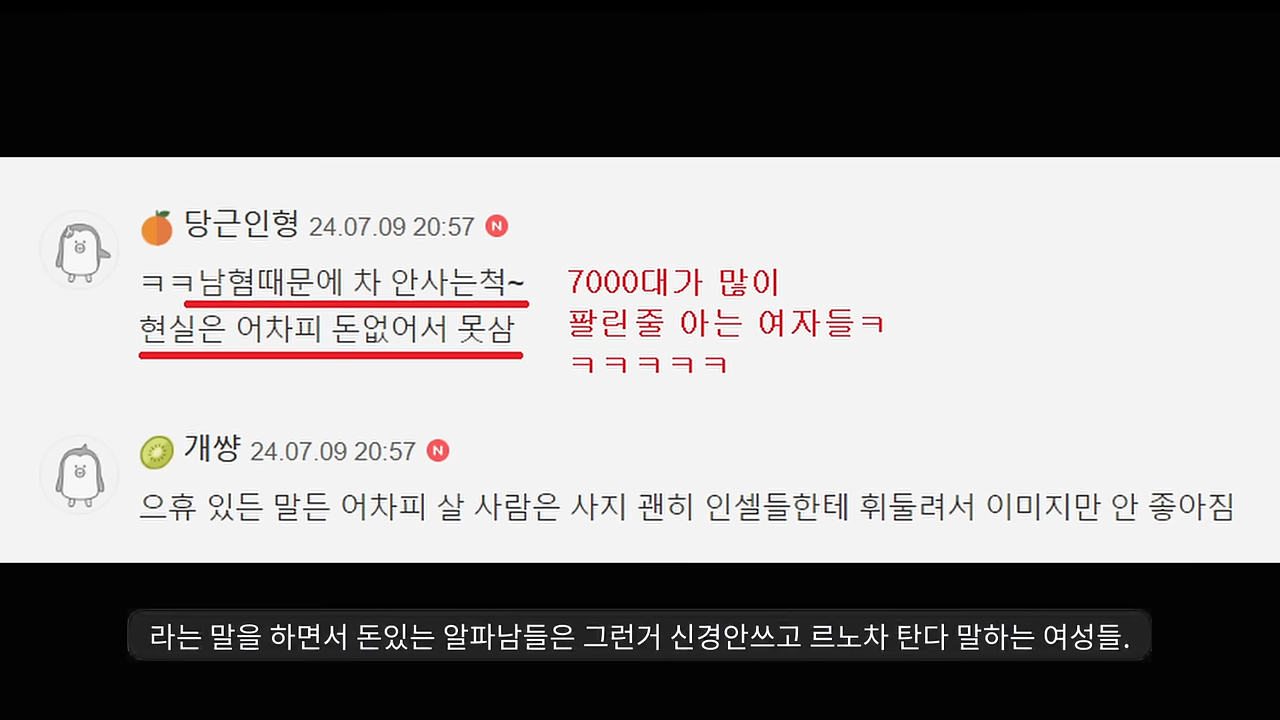 당근인형 24.07.09 20:57 N
ㅋㅋ남혐때문에 차 안사는척~
현실은 어차피 돈없어서 못삼
7000대가 많이
팔린줄 아는 여자들ㅋ
ㅋㅋㅋㅋㅋ
개쌍 24.07.09 20:57 N
으휴 있든 말든 어차피 살 사람은 사지 괜히 인셀들한테 휘둘려서 이미지만 안 좋아짐
라는 말을 하면서 돈있는 알파남들은 그런거 신경안쓰고 르노차 탄다 말하는 여성들.